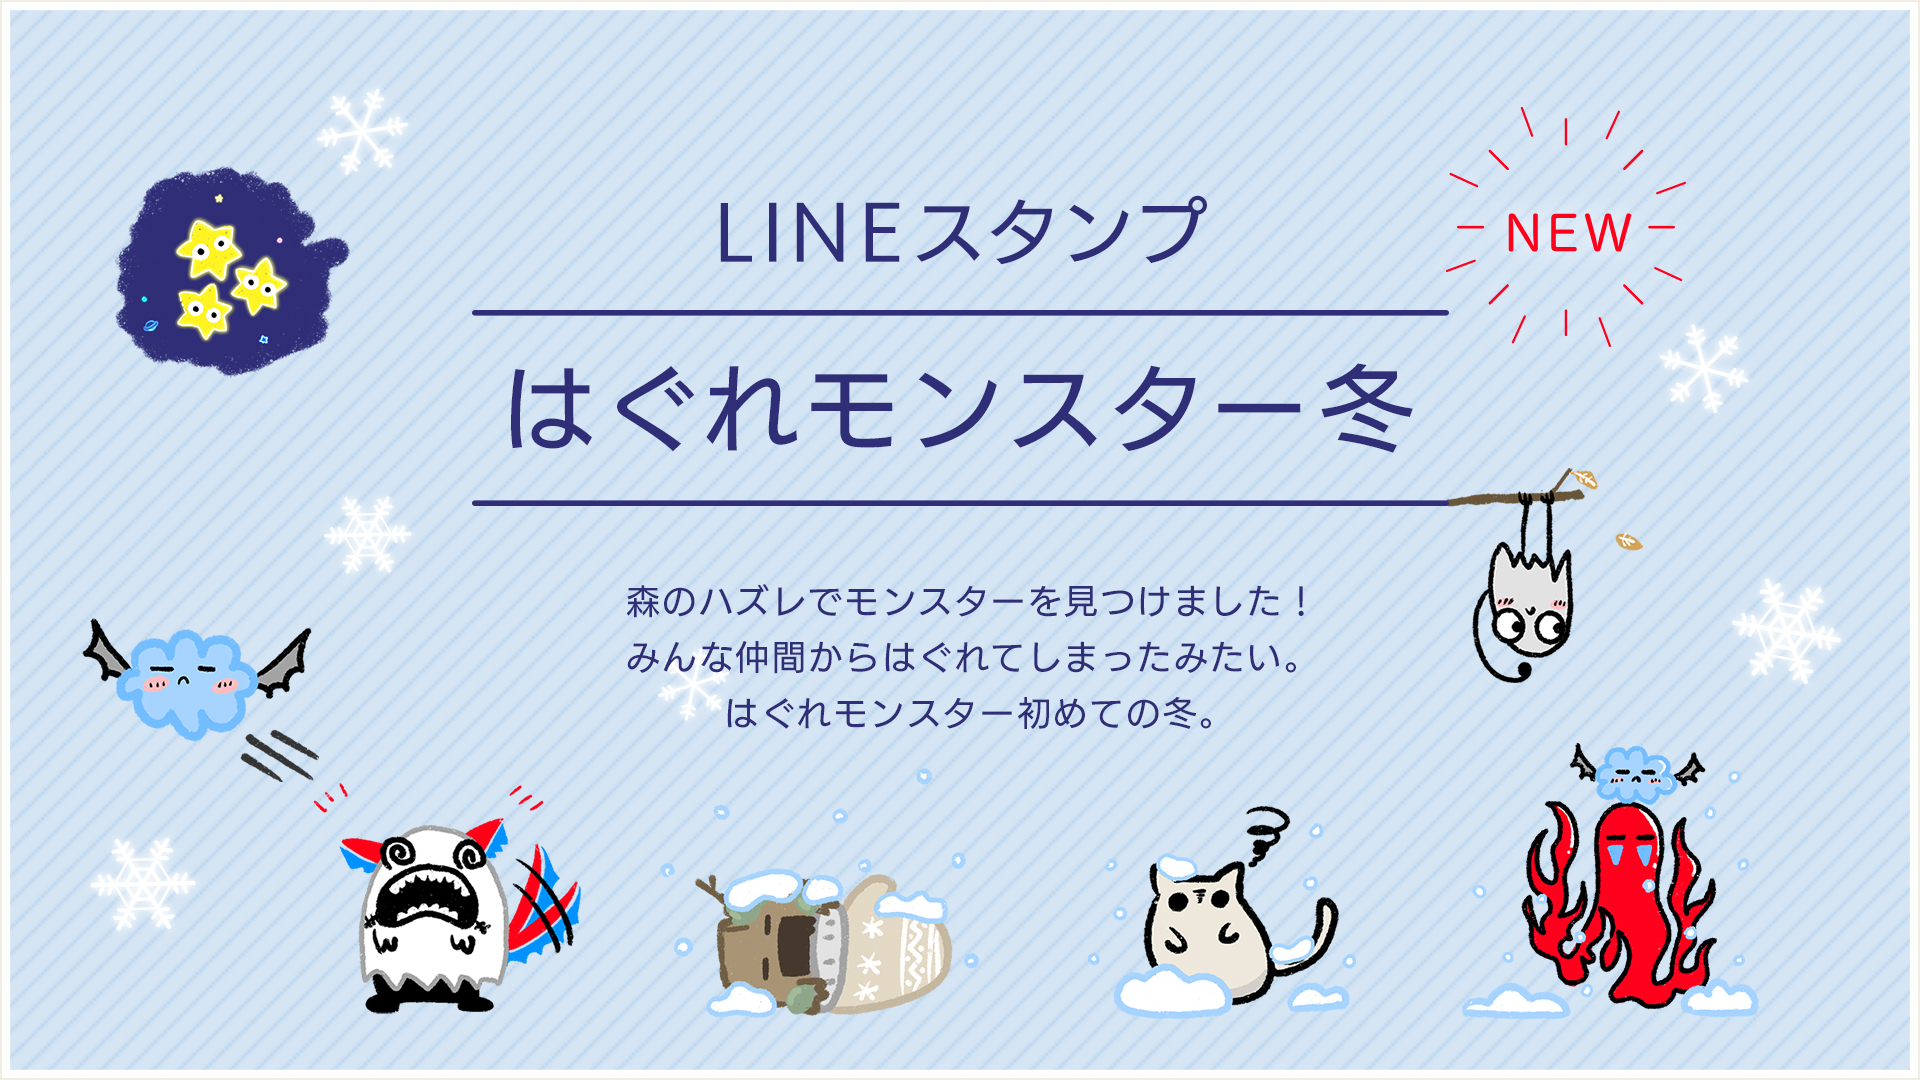 LINEスタンプ
NEW
はぐれモンスター冬
森のハズレでモンスターを見つけました！
みんな仲間からはぐれてしまったみたい。
はぐれモンスター初めての冬。